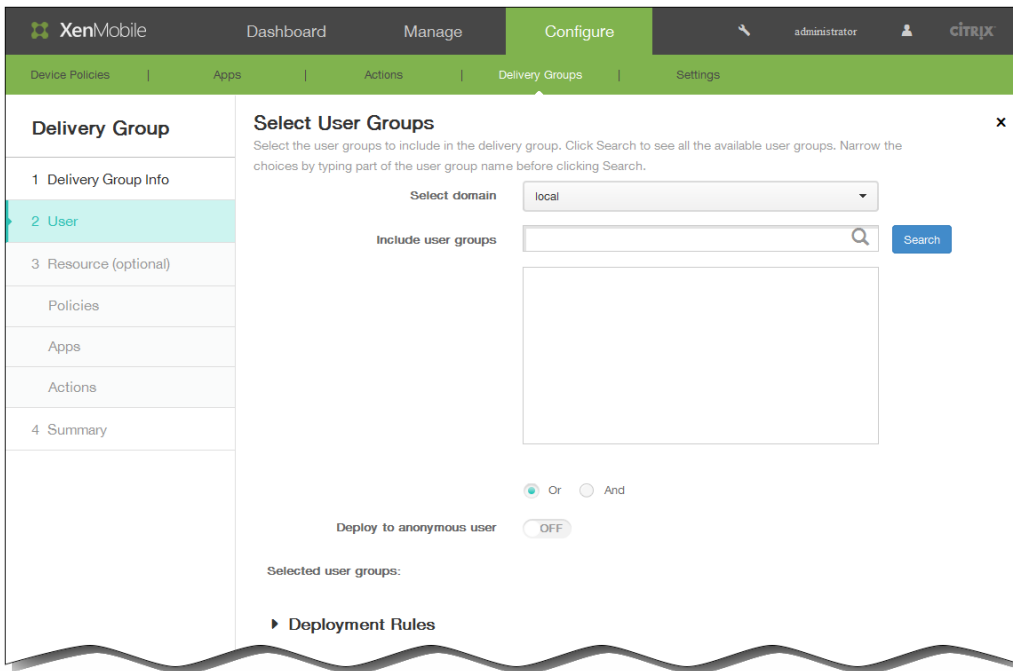 XenMobile Dashboard Manage Configure administrator CİTRIX
Device Policies | Apps | Actions | Delivery Groups | Settings
Delivery Group
1 Delivery Group Info
2 User
3 Resource (optional)
Policies
Apps
Actions
4 Summary
Select User Groups x
Select the user groups to include in the delivery group. Click Search to see all the available user groups. Narrow the
choices by typing part of the user group name before clicking Search.
Select domain local
Include user groups Search
Or And
Deploy to anonymous user OFF
Selected user groups:
Deployment Rules